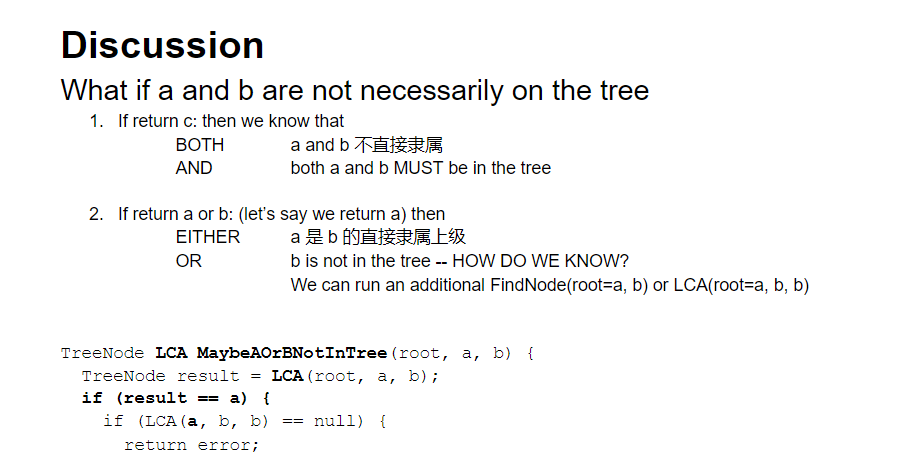 Discussion
What if a and b are not necessarily on the tree
1. If return c: then we know that
BOTH a and b 不直接隶属
AND both a and b MUST be in the tree
2. If return a or b: (let's say we return a) then
EITHER a 是 b 的直接隶属上级
OR b is not in the tree -- HOW DO WE KNOW?
We can run an additional FindNode(root=a, b) or LCA(root=a, b, b)
TreeNode LCA MaybeAOrBNotInTree(root, a, b) {
TreeNode result = LCA(root, a, b);
if (result == a) {
if (LCA(a, b, b) == null) {
return error;